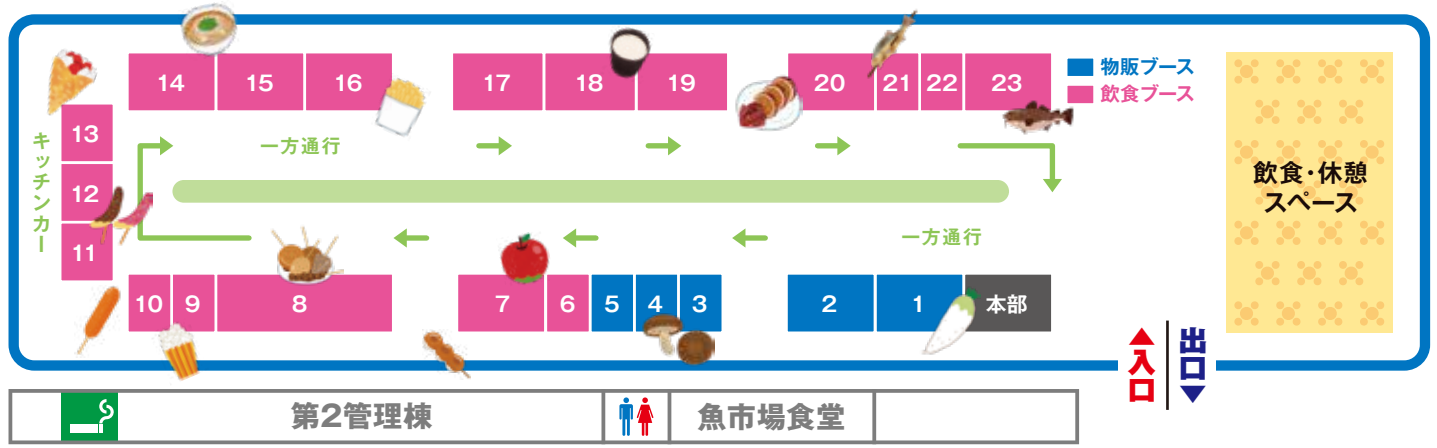 14 15 16 17 18 19 20 21 22 23
物販ブース
飲食ブース
キッチンカー
13
12
11
一方通行
一方通行
飲食・休憩
スペース
10 9 8 7 6 5 4 3 2 1 本部
入口
出口
第2管理棟
魚市場食堂